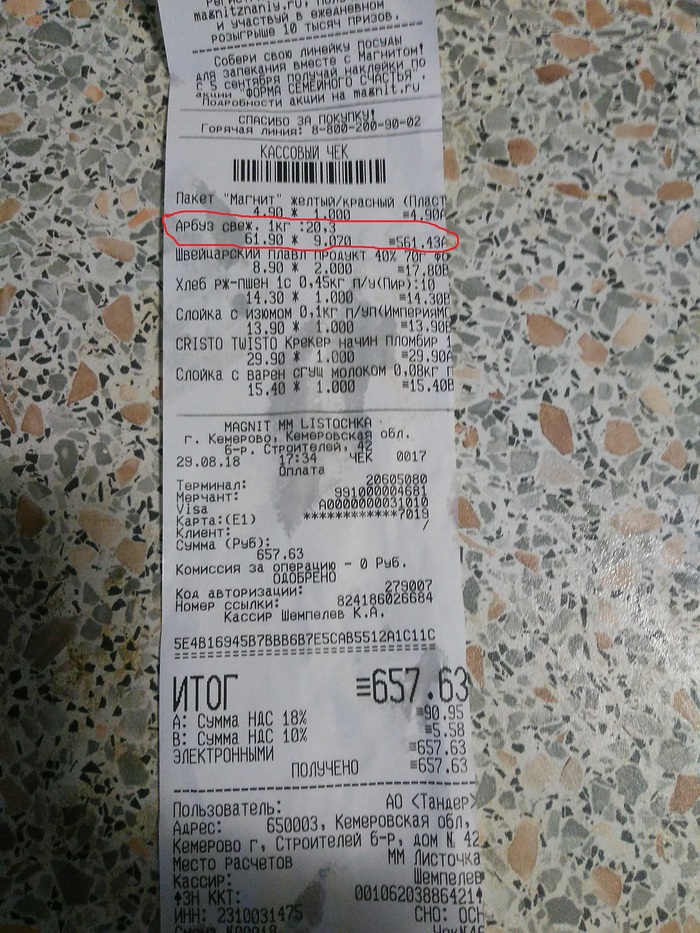 magnitznaniy.ru,
и участвуй в ежедневном
розыгрыше 10 тысяч призов.
Собери свою линейку посуды
для запекания вместе с Магнитом!
с 5 сентября получай наклейки по
акции "ФОРМА СЕМЕЙНОГО СЧАСТЬЯ".
Подробности акции на magnit.ru
СПАСИБО ЗА ПОКУПКУ!
Горячая линия: 8-800-200-90-02
КАССОВЫЙ ЧЕК
Пакет "Магнит" желтый/красный (Пласт
4.90 * 1.000 ≡4.90А
Арбуз свеж. 1кг :20,3
61.90 * 9.070 ≡561.43А
Швейцарский плавл продукт 40% 70г
8.90 * 2.000 ≡17.80В
Хлеб рж-пшен 1с 0,45кг п/у(Пир):10
14.30 * 1.000 ≡14.30В
Слойка с изюмом 0,1кг п/уп(ИмперияМС
13.90 * 1.000 ≡13.90В
CRISTO TWISTO Крекер начин пломбир 1
29.90 * 1.000 ≡29.90А
Слойка с варен сгущ молоком 0,08кг п
15.40 * 1.000 ≡15.40В
MAGNIT MM LISTOCHKA
г. Кемерово, Кемеровская обл.
б-р. Строителей, 42
29.08.18 17:34 ЧЕК 0017
Оплата
Терминал: 20605080
Мерчант: 991000004681
Visa A0000000031010
Карта:(E1) ************7019
Клиент: /
Сумма (Руб):
657.63
Комиссия за операцию - 0 Руб.
ОДОБРЕНО
Код авторизации: 279007
Номер ссылки: 824186026684
Кассир Шемпелев К.А.
5E4B16945B7BBB6B7E5CAB5512A1C11C
ИТОГ ≡657.63
А: Сумма НДС 18% ≡90.95
В: Сумма НДС 10% ≡5.58
ЭЛЕКТРОННЫМИ ≡657.63
ПОЛУЧЕНО ≡657.63
Пользователь: АО <Тандер>
Адрес: 650003, Кемеровская обл,
Кемерово г, Строителей б-р, дом № 42
Место расчетов ММ Листочка
Кассир: Шемпелев
ЗН ККТ: 00106203886421
ИНН: 2310031475 СНО: ОСН